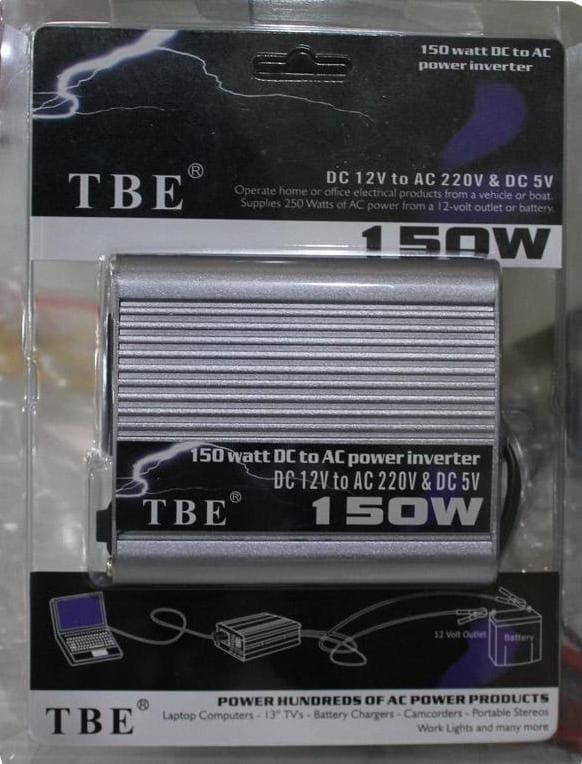 150 watt DC to AC
power inverter
TBE®
DC 12V to AC 220V & DC 5V
Operate home or office electrical products from a vehicle or boat.
Supplies 250 Watts of AC power from a 12-volt outlet or battery.
150W
150 watt DC to AC power inverter
DC 12V to AC 220V & DC 5V
TBE®
150W
12 Volt Outlet
Battery
TBE®
POWER HUNDREDS OF AC POWER PRODUCTS
Laptop Computers - 13" TV's - Battery Chargers - Camcorders - Portable Stereos
Work Lights and many more